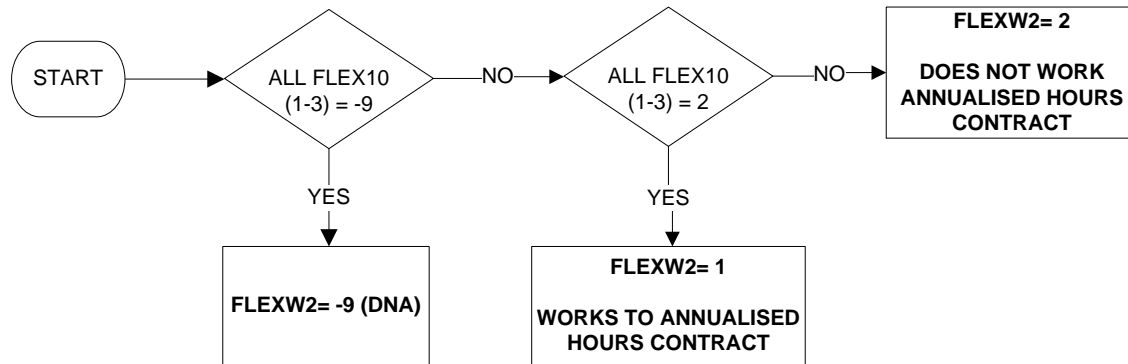 START
ALL FLEX10
(1-3) = -9
NO
ALL FLEX10
(1-3) = 2
NO
FLEXW2= 2
DOES NOT WORK
ANNUALISED HOURS
CONTRACT
YES
YES
FLEXW2= -9 (DNA)
FLEXW2= 1
WORKS TO ANNUALISED
HOURS CONTRACT